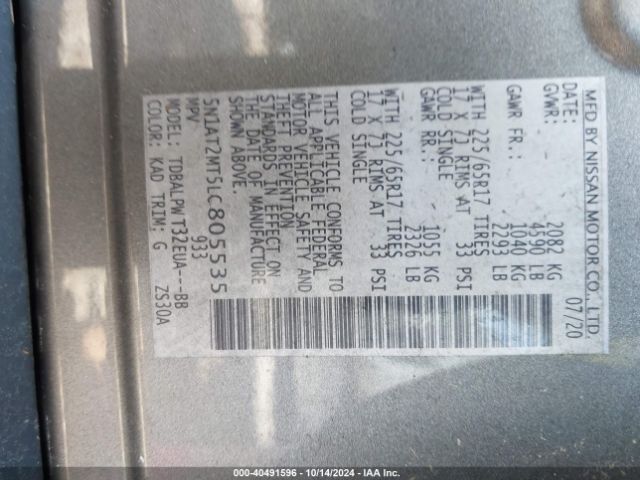 MFD BY NISSAN MOTOR CO., LTD.
DATE: 07/20
GVWR: 2082 KG
4590 LB
GAWR FR: 1040 KG
2293 LB
WITH 225/65R17 TIRES
17 X 7J RIMS AT 33 PSI
COLD SINGLE
GAWR RR: 1055 KG
2326 LB
WITH 225/65R17 TIRES
17 X 7J RIMS AT 33 PSI
COLD SINGLE
THIS VEHICLE CONFORMS TO
ALL APPLICABLE FEDERAL
MOTOR VEHICLE SAFETY AND
THEFT PREVENTION
STANDARDS IN EFFECT ON
THE DATE OF MANUFACTURE
SHOWN ABOVE.
5N1AT2MT5LC805535
MPV 933
MODEL: TDBALPWT32EUA---BB
COLOR: KAD TRIM: G ZS30A
000-40491596 | 10/14/2024 | IAA Inc.